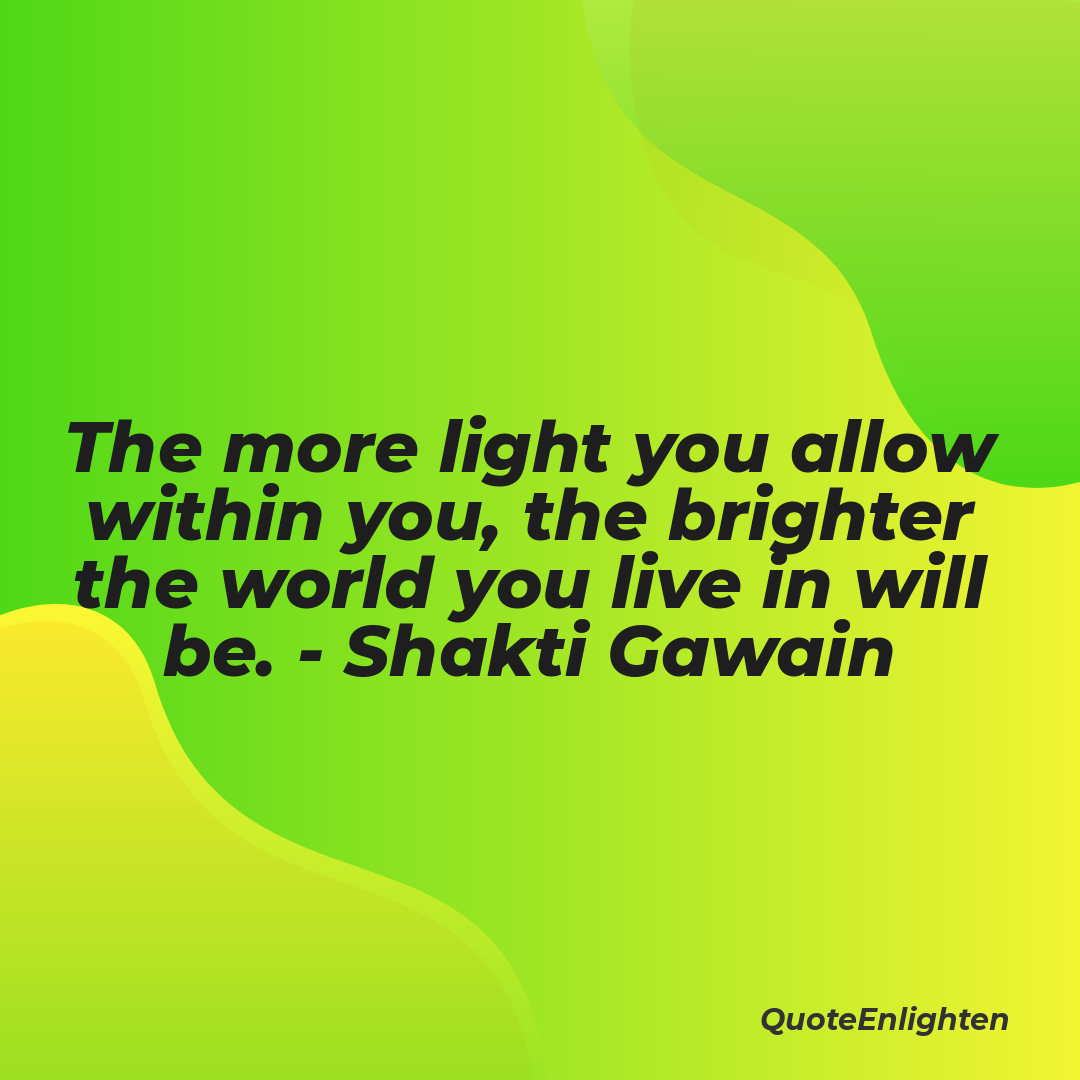 The more light you allow
within you, the brighter
the world you live in will
be. - Shakti Gawain
QuoteEnlighten